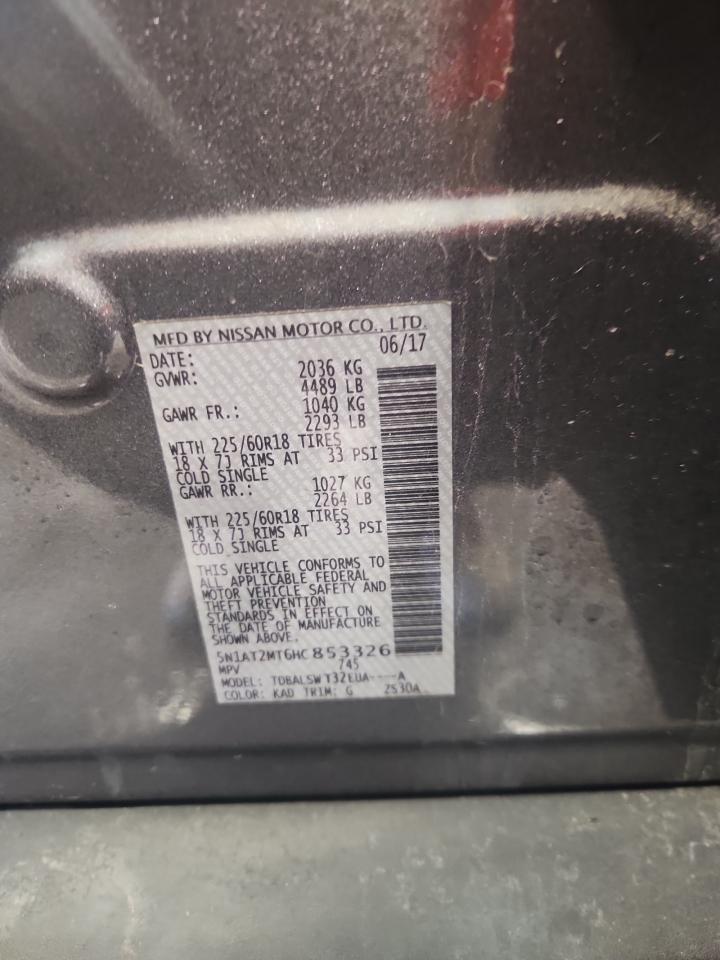 MFD BY NISSAN MOTOR CO., LTD.
DATE: 06/17
GVWR: 2036 KG
4489 LB
GAWR FR.: 1040 KG
2293 LB
WITH 225/60R18 TIRES
18 X 7J RIMS AT 33 PSI
COLD SINGLE
GAWR RR.: 1027 KG
2264 LB
WITH 225/60R18 TIRES
18 X 7J RIMS AT 33 PSI
COLD SINGLE
THIS VEHICLE CONFORMS TO
ALL APPLICABLE FEDERAL
MOTOR VEHICLE SAFETY AND
THEFT PREVENTION
STANDARDS IN EFFECT ON
THE DATE OF MANUFACTURE
SHOWN ABOVE.
5N1AT2MT6HC853326
MPV 745
MODEL: TDBALSWT32EUA----A
COLOR: KAD TRIM: G 2530A